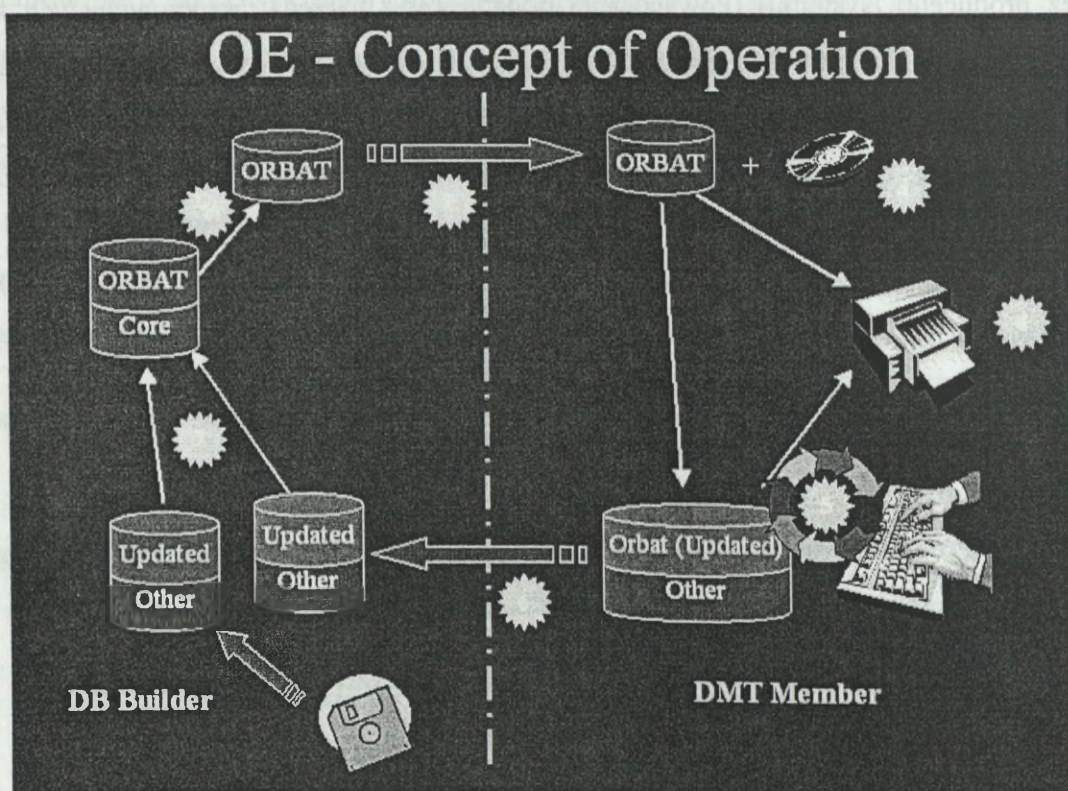 OE - Concept of Operation
ORBAT
ORBAT
+
ORBAT
Core
Updated
Other
Updated
Other
Orbat (Updated)
Other
DB Builder
DMT Member